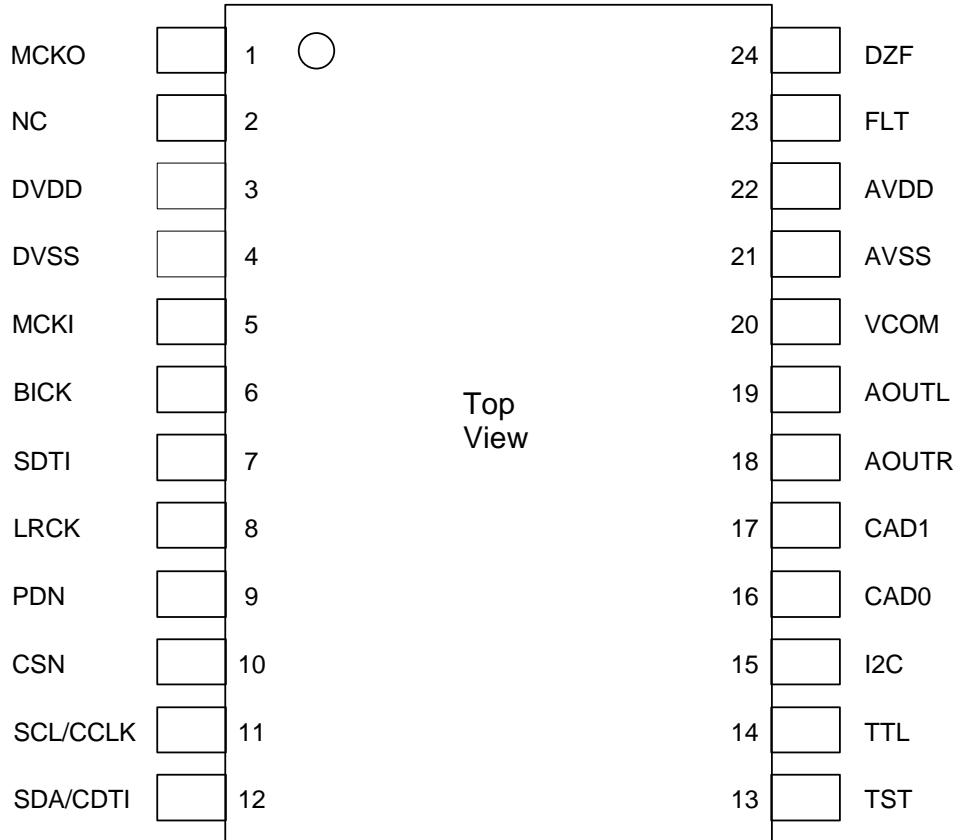 MCKO 1 24 DZF
NC 2 23 FLT
DVDD 3 22 AVDD
DVSS 4 21 AVSS
MCKI 5 20 VCOM
BICK 6 19 AOUTL
Top
View
SDTI 7 18 AOUTR
LRCK 8 17 CAD1
PDN 9 16 CAD0
CSN 10 15 I2C
SCL/CCLK 11 14 TTL
SDA/CDTI 12 13 TST